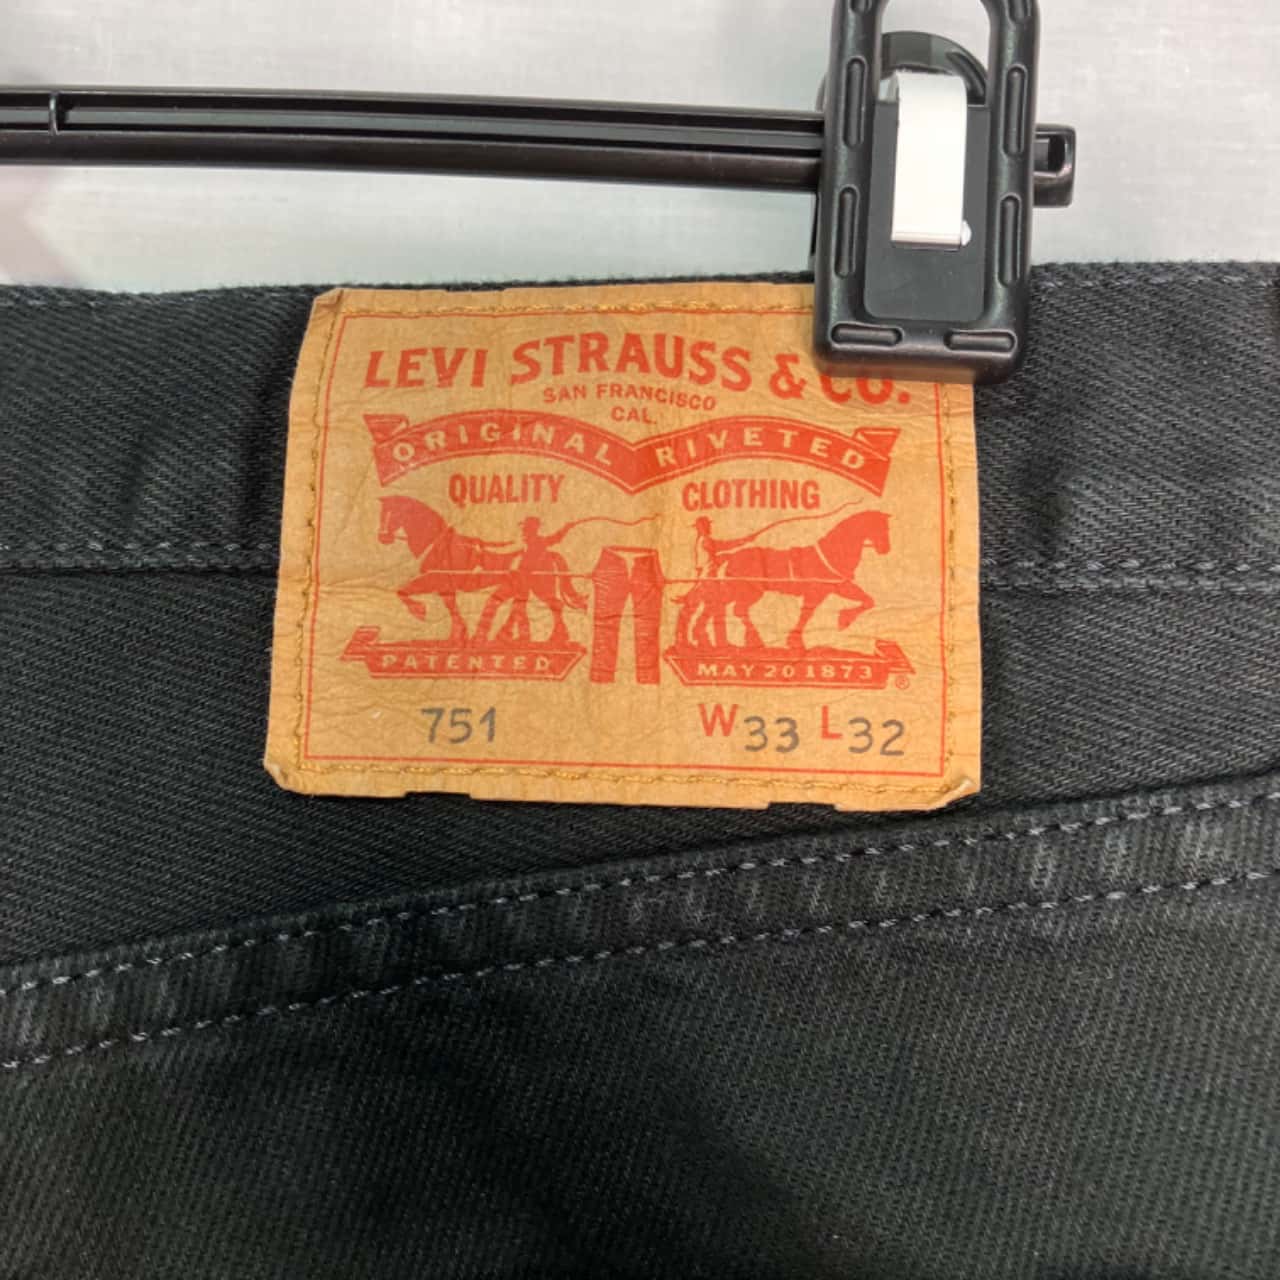 LEVI STRAUSS & CO.
SAN FRANCISCO
CAL.
ORIGINAL RIVETED
QUALITY CLOTHING
PATENTED MAY 20 1873 ®
751 W33 L32